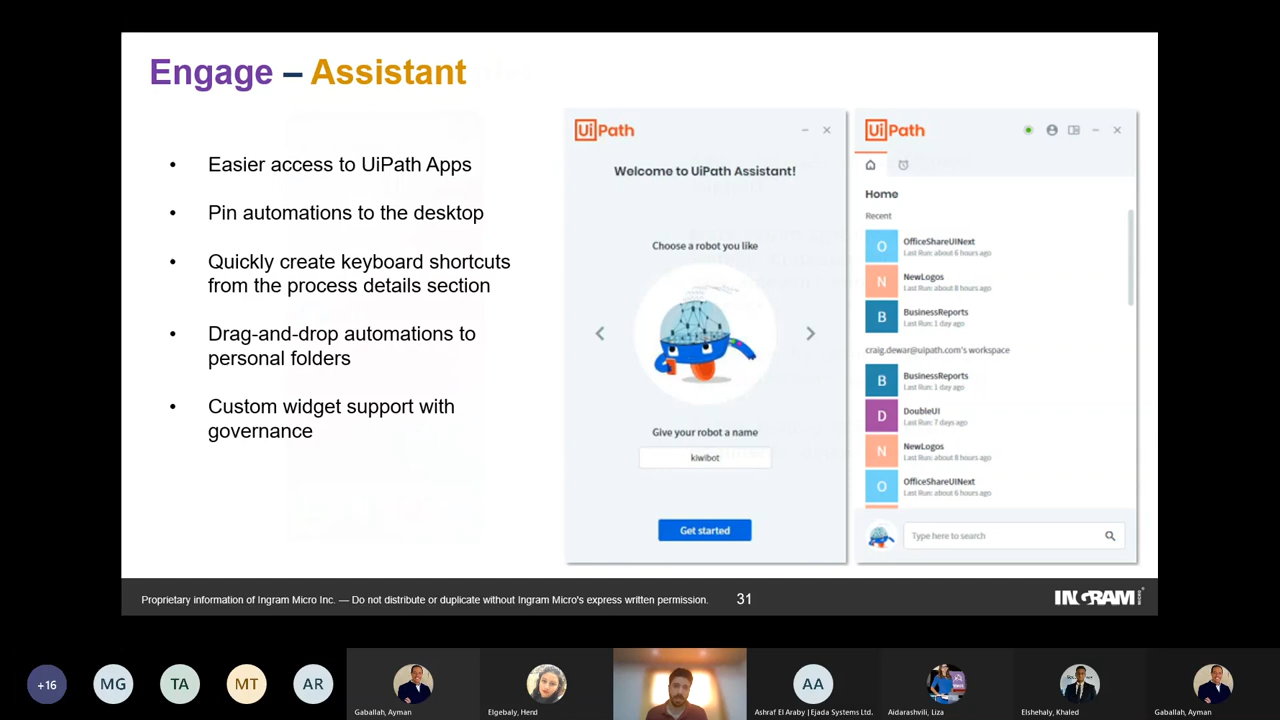 Engage – Assistant
• Easier access to UiPath Apps
• Pin automations to the desktop
• Quickly create keyboard shortcuts
from the process details section
• Drag-and-drop automations to
personal folders
• Custom widget support with
governance
UiPath
Welcome to UiPath Assistant!
Choose a robot you like
Give your robot a name
kiwibot
Get started
UiPath
Home
Recent
O
OfficeShareUINext
Last Run: about 6 hours ago
N
NewLogos
Last Run: about 8 hours ago
B
BusinessReports
Last Run: 1 day ago
craig.dewar@uipath.com's workspace
B
BusinessReports
Last Run: 1 day ago
D
DoubleUI
Last Run: 7 days ago
N
NewLogos
Last Run: about 8 hours ago
O
OfficeShareUINext
Last Run: about 6 hours ago
Type here to search
Proprietary information of Ingram Micro Inc. — Do not distribute or duplicate without Ingram Micro's express written permission.
31
INGRAM MICRO
+16
MG
TA
MT
AR
Gaballah, Ayman
Elgebaly, Hend
AA
Ashraf El Araby | Ejada Systems Ltd.
Aidarashvili, Liza
Elshehaly, Khaled
Gaballah, Ayman